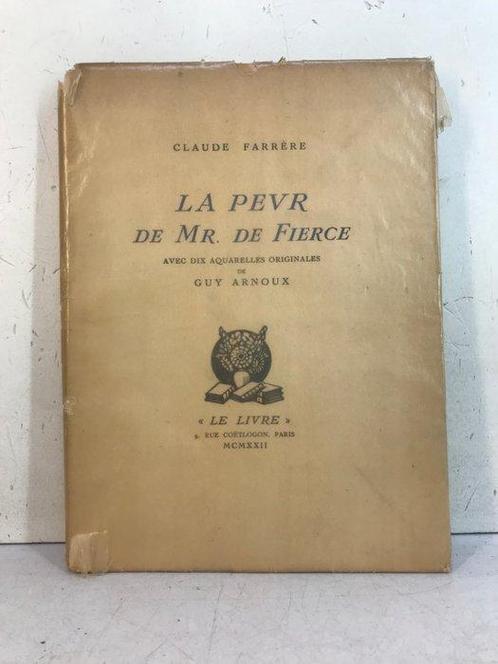 CLAUDE FARRÈRE
LA PEVR
DE MR. DE FIERCE
AVEC DIX AQUARELLES ORIGINALES
DE
GUY ARNOUX
« LE LIVRE »
9, RUE COËTLOGON, PARIS
MCMXXII